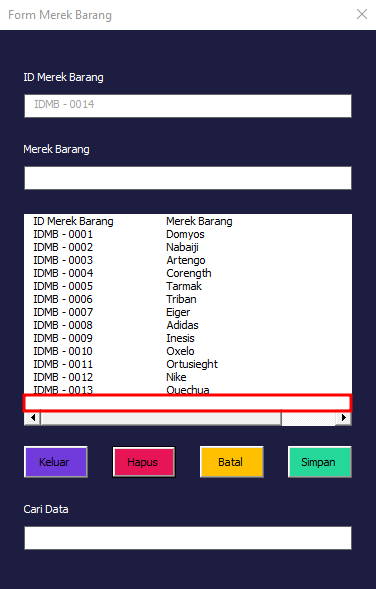 Form Merek Barang
ID Merek Barang
IDMB - 0014
Merek Barang
ID Merek Barang Merek Barang
IDMB - 0001 Domyos
IDMB - 0002 Nabaiji
IDMB - 0003 Artengo
IDMB - 0004 Corength
IDMB - 0005 Tarmak
IDMB - 0006 Triban
IDMB - 0007 Eiger
IDMB - 0008 Adidas
IDMB - 0009 Inesis
IDMB - 0010 Oxelo
IDMB - 0011 Ortusieght
IDMB - 0012 Nike
IDMB - 0013 Quechua
Keluar Hapus Batal Simpan
Cari Data